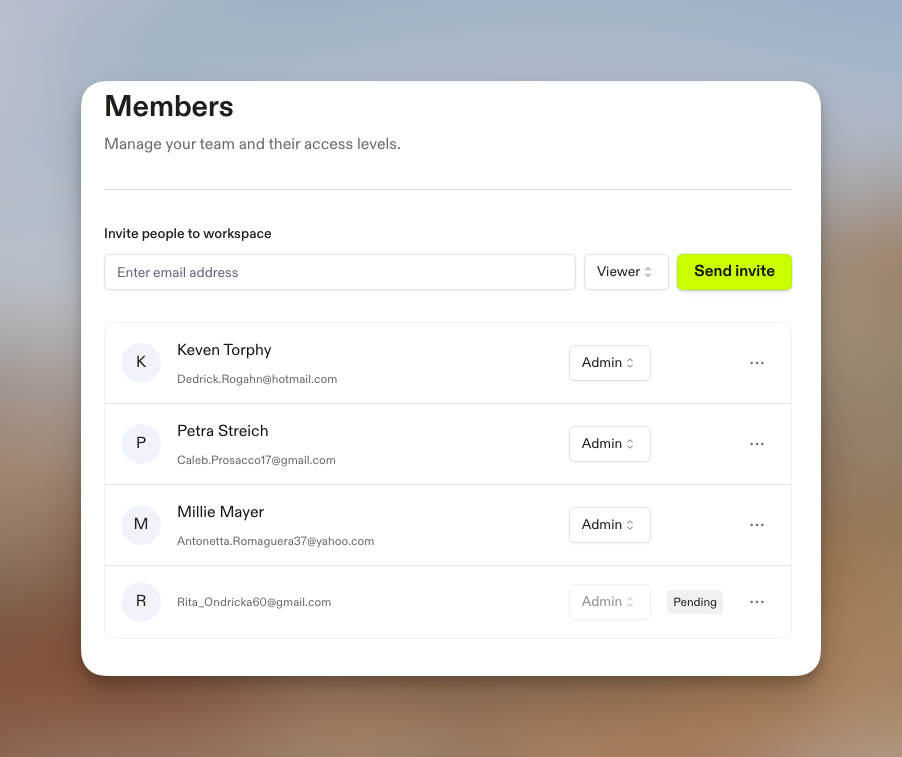 Members
Manage your team and their access levels.
Invite people to workspace
Enter email address
Viewer
Send invite
K
Keven Torphy
Dedrick.Rogahn@hotmail.com
Admin
P
Petra Streich
Caleb.Prosacco17@gmail.com
Admin
M
Millie Mayer
Antonetta.Romaguera37@yahoo.com
Admin
R
Rita_Ondricka60@gmail.com
Admin
Pending